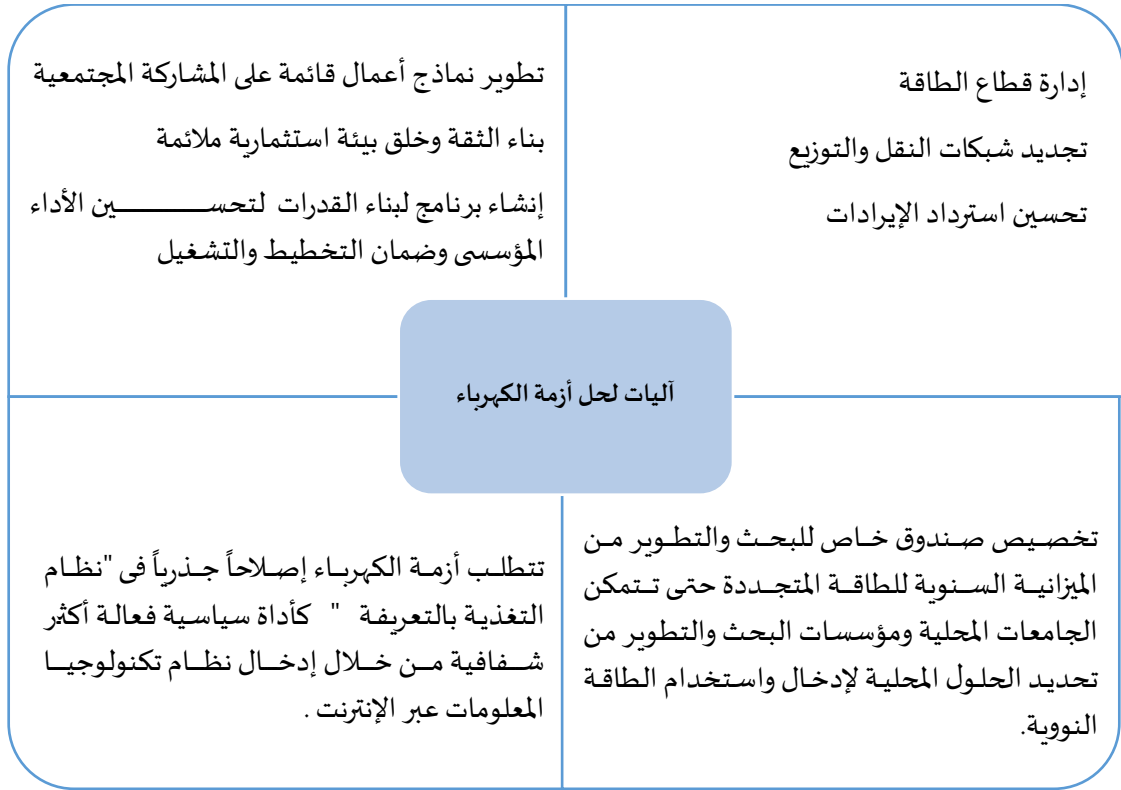 إدارة قطاع الطاقة
تجديد شبكات النقل والتوزيع
تحسين استرداد الإيرادات
تطوير نماذج أعمال قائمة على المشاركة المجتمعية
بناء الثقة وخلق بيئة استثمارية ملائمة
إنشاء برنامج لبناء القدرات لتحسين الأداء
المؤسسى وضمان التخطيط والتشغيل
آليات لحل أزمة الكهرباء
تخصيص صندوق خاص للبحث والتطوير من
الميزانية السنوية للطاقة المتجددة حتى تتمكن
الجامعات المحلية ومؤسسات البحث والتطوير من
تحديد الحلول المحلية لإدخال واستخدام الطاقة
النووية.
تتطلب أزمة الكهرباء إصلاحاً جذرياً فى "نظام
التغذية بالتعريفة " كأداة سياسية فعالة أكثر
شفافية من خلال إدخال نظام تكنولوجيا
المعلومات عبر الإنترنت .